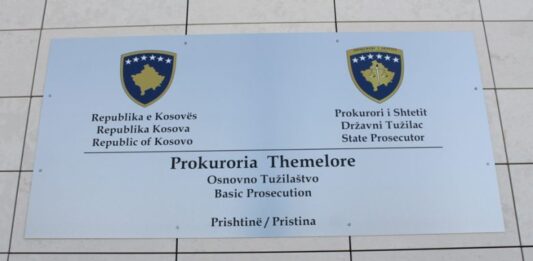 Republika e Kosovës
Republika Kosova
Republic of Kosovo
Prokurori i Shtetit
Državni Tužilac
State Prosecutor
Prokuroria Themelore
Osnovno Tužilaštvo
Basic Prosecution
Prishtinë / Pristina